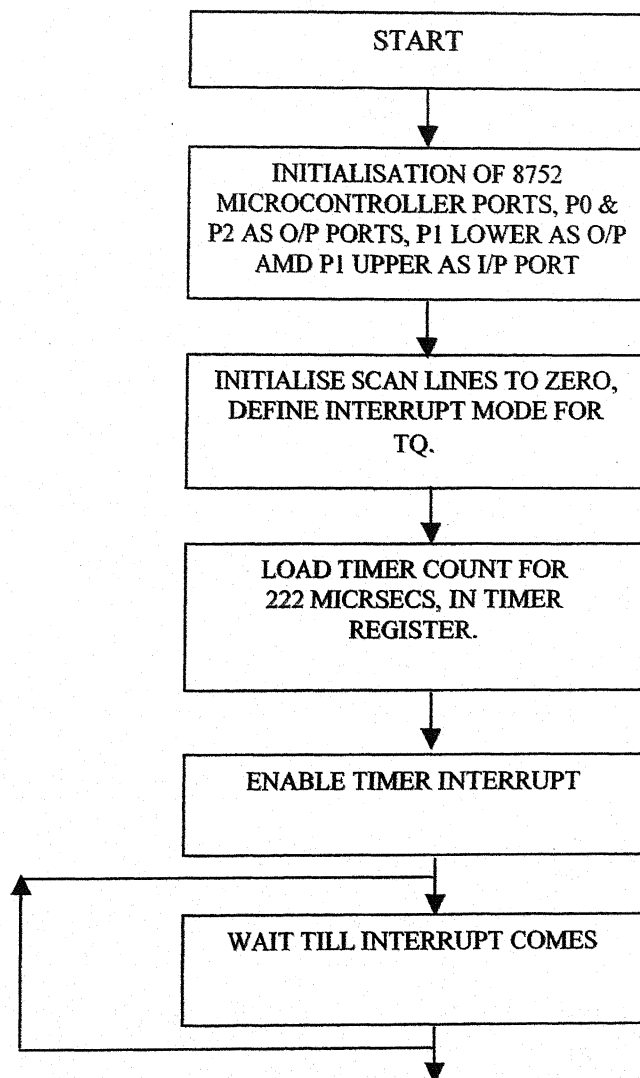 START
INITIALISATION OF 8752
MICROCONTROLLER PORTS, P0 &
P2 AS O/P PORTS, P1 LOWER AS O/P
AMD P1 UPPER AS I/P PORT
INITIALISE SCAN LINES TO ZERO,
DEFINE INTERRUPT MODE FOR
TQ.
LOAD TIMER COUNT FOR
222 MICRSECS, IN TIMER
REGISTER.
ENABLE TIMER INTERRUPT
WAIT TILL INTERRUPT COMES